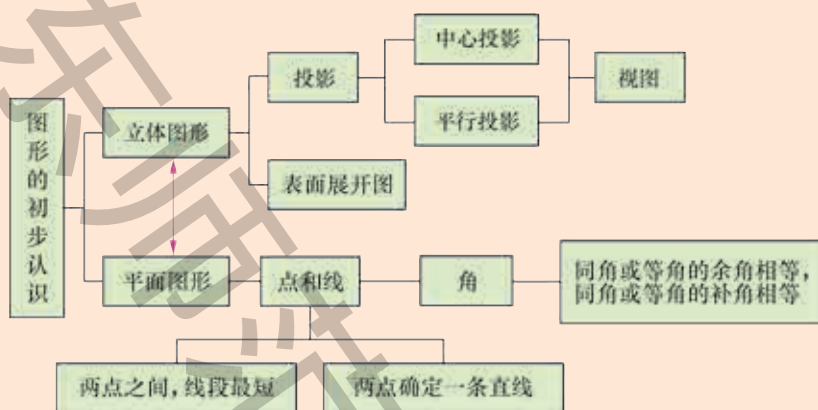 图形的初步认识
立体图形
投影
中心投影
平行投影
视图
表面展开图
平面图形
点和线
角
同角或等角的余角相等，
同角或等角的补角相等
两点之间，线段最短
两点确定一条直线